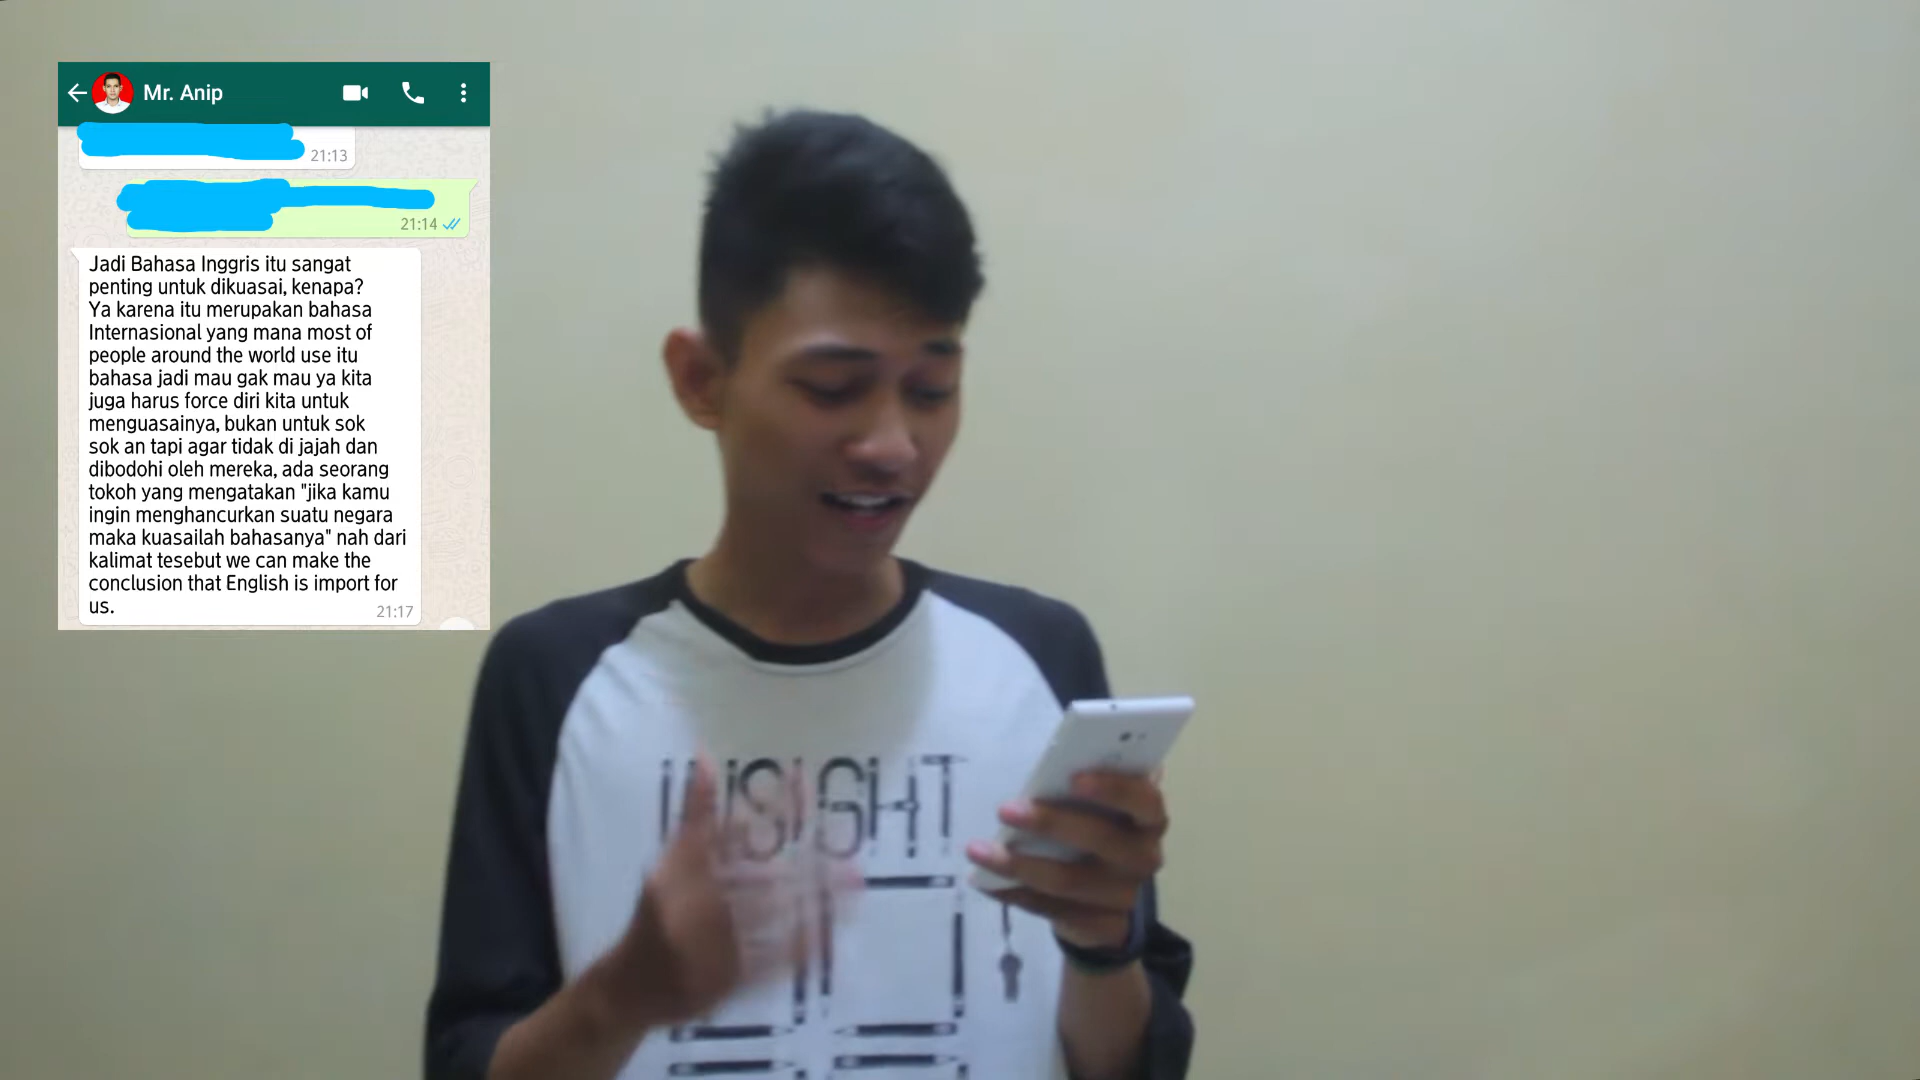 Mr. Anip
21:13
21:14
Jadi Bahasa Inggris itu sangat
penting untuk dikuasai, kenapa?
Ya karena itu merupakan bahasa
Internasional yang mana most of
people around the world use itu
bahasa jadi mau gak mau ya kita
juga harus force diri kita untuk
menguasainya, bukan untuk sok
sok an tapi agar tidak di jajah dan
dibodohi oleh mereka, ada seorang
tokoh yang mengatakan "jika kamu
ingin menghancurkan suatu negara
maka kuasailah bahasanya" nah dari
kalimat tesebut we can make the
conclusion that English is import for
us.
21:17
INSIGHT